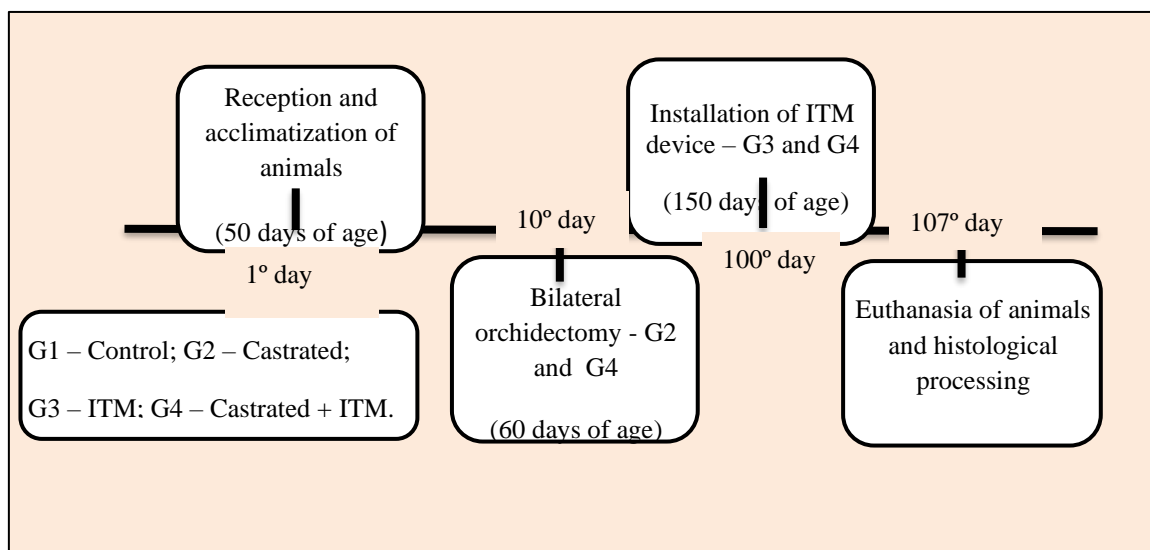 Reception and
acclimatization of
animals
(50 days of age)
1º day
G1 – Control; G2 – Castrated;
G3 – ITM; G4 – Castrated + ITM.
10º day
Bilateral
orchidectomy - G2
and G4
(60 days of age)
Installation of ITM
device – G3 and G4
(150 days of age)
100º day
107º day
Euthanasia of animals
and histological
processing